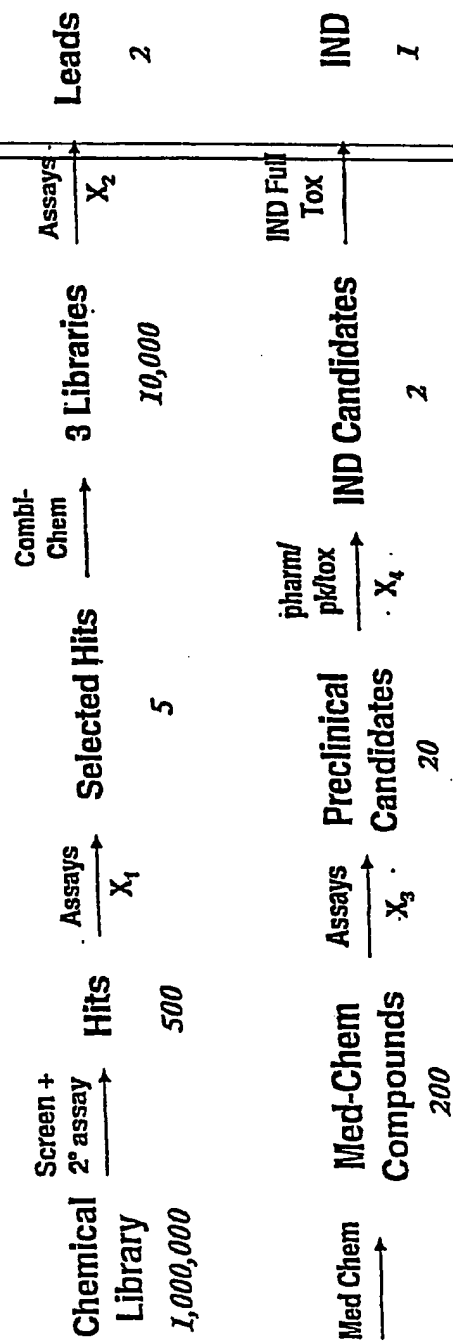 Chemical
Library
1,000,000
Screen +
2° assay
Hits
500
Assays
X₁
Selected Hits
5
Combi-
Chem
3 Libraries
10,000
Assays
X₂
Leads
2
Med Chem
Med-Chem
Compounds
200
Assays
X₃
Preclinical
Candidates
20
pharm/
pk/tox
X₄
IND Candidates
2
IND Full
Tox
IND
1